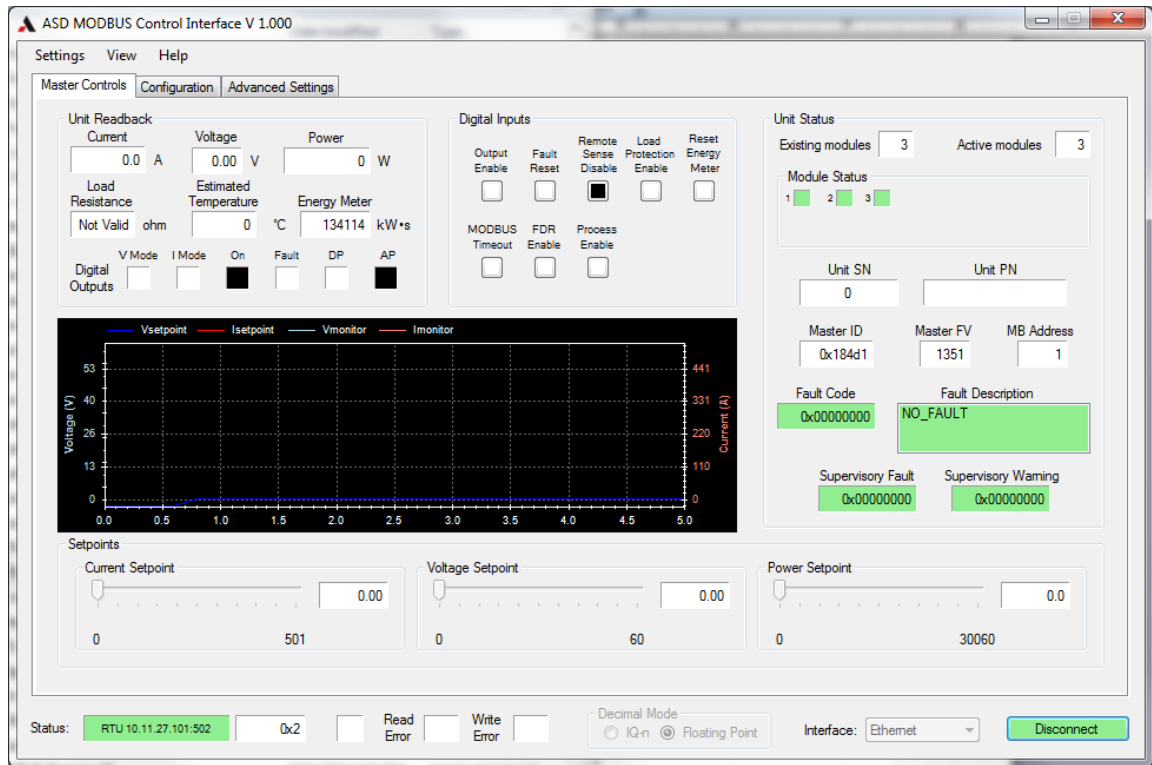 ASD MODBUS Control Interface V 1.000
Settings View Help
Master Controls Configuration Advanced Settings
Unit Readback
Current Voltage Power
0.0 A 0.00 V 0 W
Load Resistance Estimated Temperature Energy Meter
Not Valid ohm 0 °C 134114 kW•s
V Mode I Mode On Fault DP AP
Digital Outputs
Digital Inputs
Output Enable Fault Reset Remote Sense Disable Load Protection Enable Reset Energy Meter
MODBUS Timeout FDR Enable Process Enable
Unit Status
Existing modules 3 Active modules 3
Module Status
1 2 3
Unit SN Unit PN
0
Master ID Master FV MB Address
0x184d1 1351 1
Fault Code Fault Description
0x00000000 NO_FAULT
Supervisory Fault Supervisory Warning
0x00000000 0x00000000
Vsetpoint Isetpoint Vmonitor Imonitor
Voltage (V)
53
40
26
13
0
441
331
220
110
0
Current (A)
0.0 0.5 1.0 1.5 2.0 2.5 3.0 3.5 4.0 4.5 5.0
Setpoints
Current Setpoint
0.00
0 501
Voltage Setpoint
0.00
0 60
Power Setpoint
0.0
0 30060
Status: RTU 10.11.27.101:502 0x2 Read Error Write Error
Decimal Mode
IQ-n Floating Point
Interface: Ethernet Disconnect